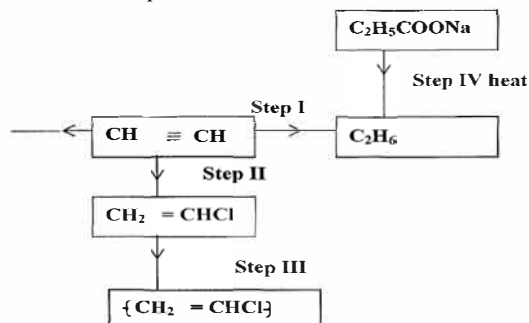 C₂H₅COONa
Step IV heat
Step I
CH ≡ CH
C₂H₆
Step II
CH₂ = CHCl
Step III
-{CH₂ = CHCl-}